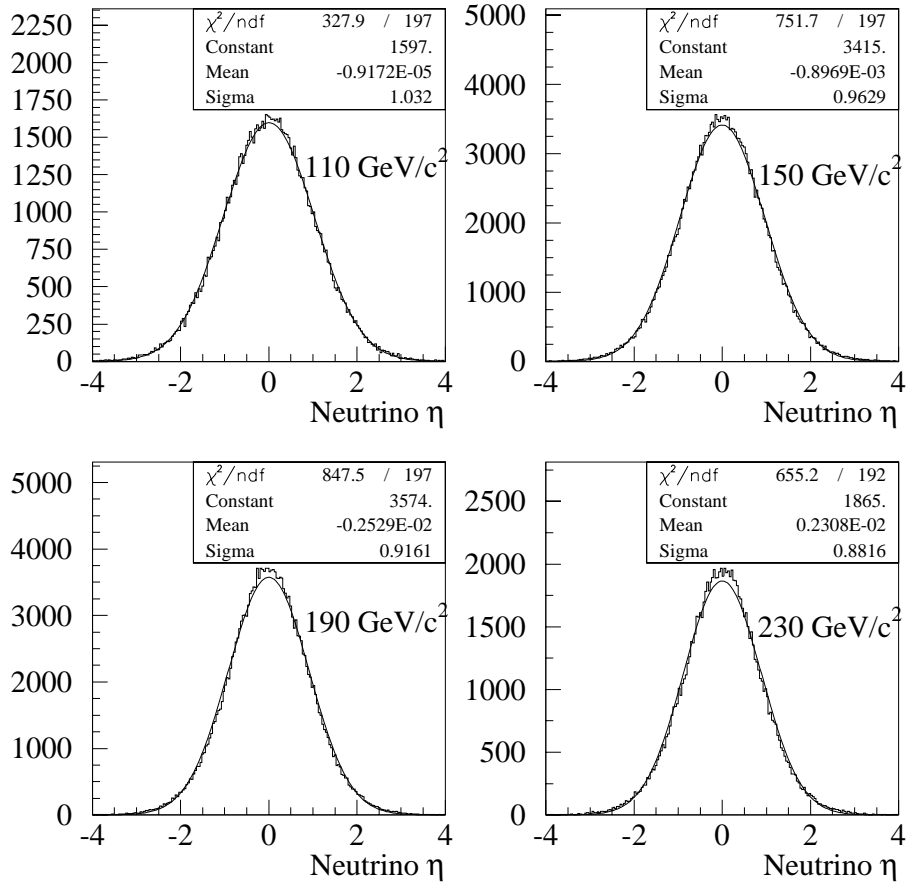 χ²/ndf 327.9 / 197
Constant 1597.
Mean -0.9172E-05
Sigma 1.032
2250
2000
1750
1500
1250
1000
750
500
250
0
110 GeV/c²
-4 -2 0 2 4
Neutrino η
χ²/ndf 751.7 / 197
Constant 3415.
Mean -0.8969E-03
Sigma 0.9629
5000
4000
3000
2000
1000
0
150 GeV/c²
-4 -2 0 2 4
Neutrino η
χ²/ndf 847.5 / 197
Constant 3574.
Mean -0.2529E-02
Sigma 0.9161
5000
4000
3000
2000
1000
0
190 GeV/c²
-4 -2 0 2 4
Neutrino η
χ²/ndf 655.2 / 192
Constant 1865.
Mean 0.2308E-02
Sigma 0.8816
2500
2000
1500
1000
500
0
230 GeV/c²
-4 -2 0 2 4
Neutrino η